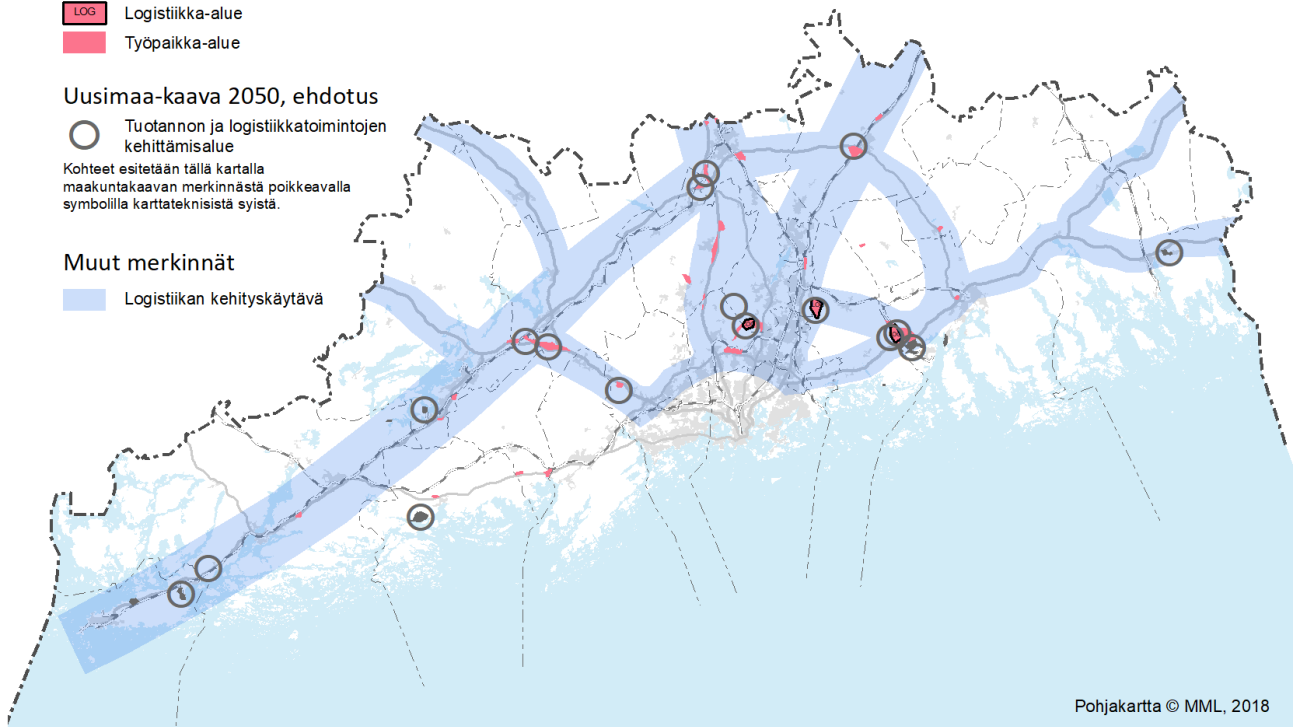 LOG
Logistiikka-alue
Työpaikka-alue
Uusimaa-kaava 2050, ehdotus
Tuotannon ja logistiikkatoimintojen
kehittämisalue
Kohteet esitetään tällä kartalla
maakuntakaavan merkinnästä poikkeavalla
symbolilla karttateknisistä syistä.
Muut merkinnät
Logistiikan kehityskäytävä
Pohjakartta © MML, 2018